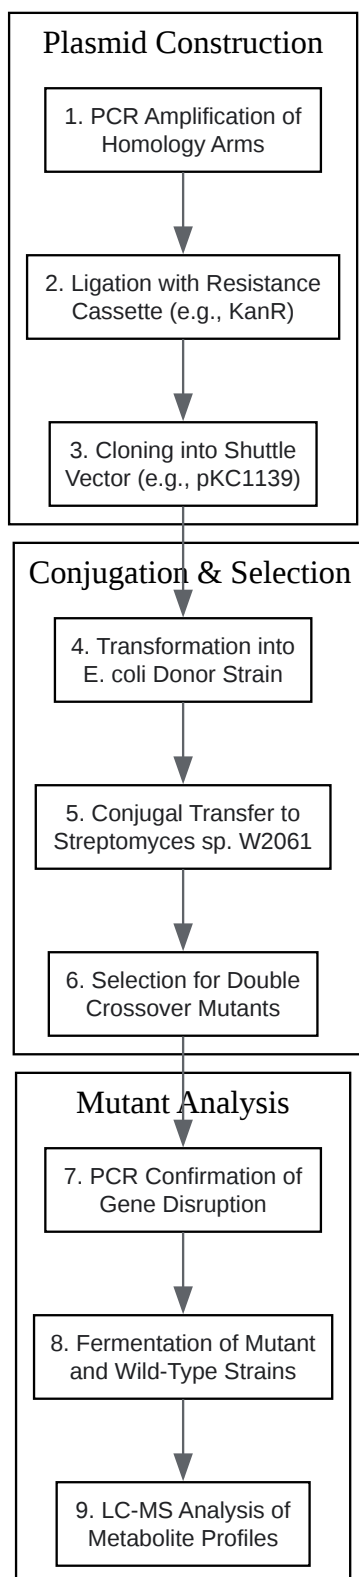 Plasmid Construction
1. PCR Amplification of
Homology Arms
2. Ligation with Resistance
Cassette (e.g., KanR)
3. Cloning into Shuttle
Vector (e.g., pKC1139)
Conjugation & Selection
4. Transformation into
E. coli Donor Strain
5. Conjugal Transfer to
Streptomyces sp. W2061
6. Selection for Double
Crossover Mutants
Mutant Analysis
7. PCR Confirmation of
Gene Disruption
8. Fermentation of Mutant
and Wild-Type Strains
9. LC-MS Analysis of
Metabolite Profiles